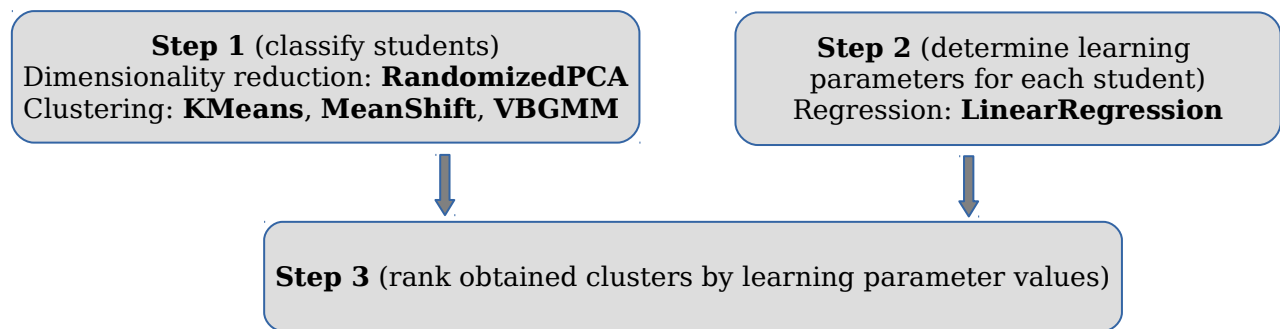 Step 1 (classify students)
Dimensionality reduction: RandomizedPCA
Clustering: KMeans, MeanShift, VBGMM
Step 2 (determine learning
parameters for each student)
Regression: LinearRegression
Step 3 (rank obtained clusters by learning parameter values)